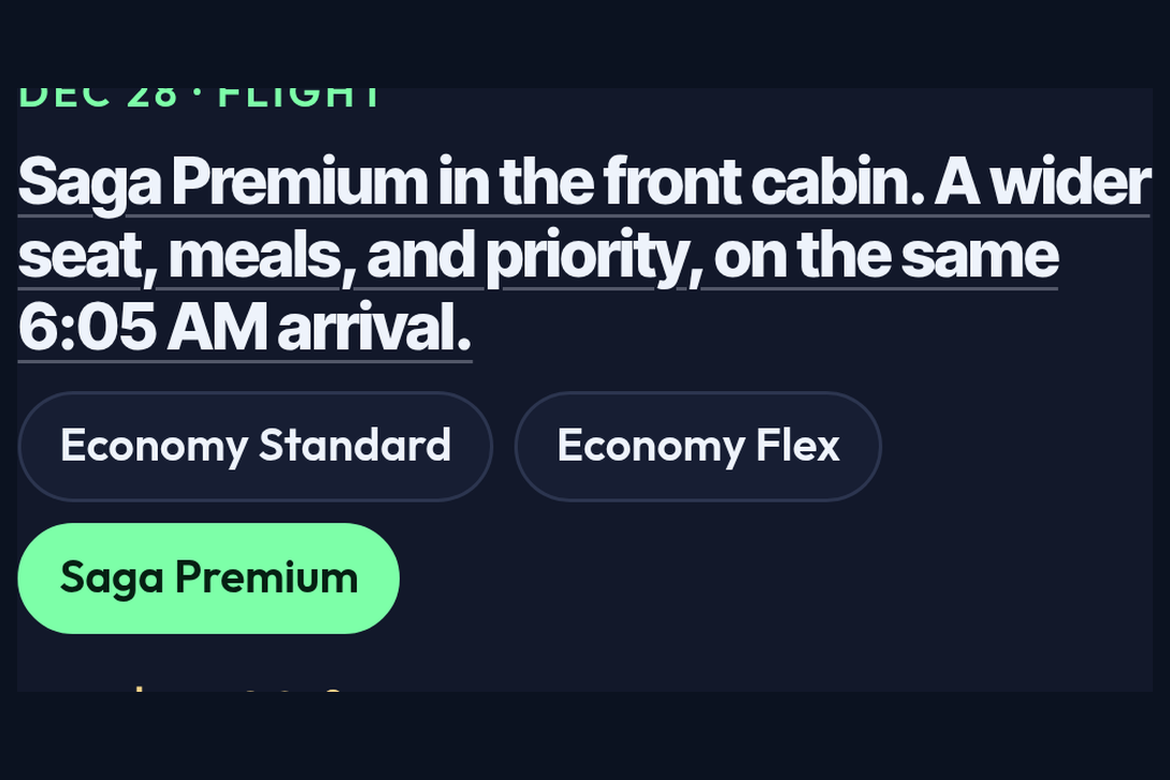 DEC 28 · FLIGHT
Saga Premium in the front cabin. A wider
seat, meals, and priority, on the same
6:05 AM arrival.
Economy Standard
Economy Flex
Saga Premium